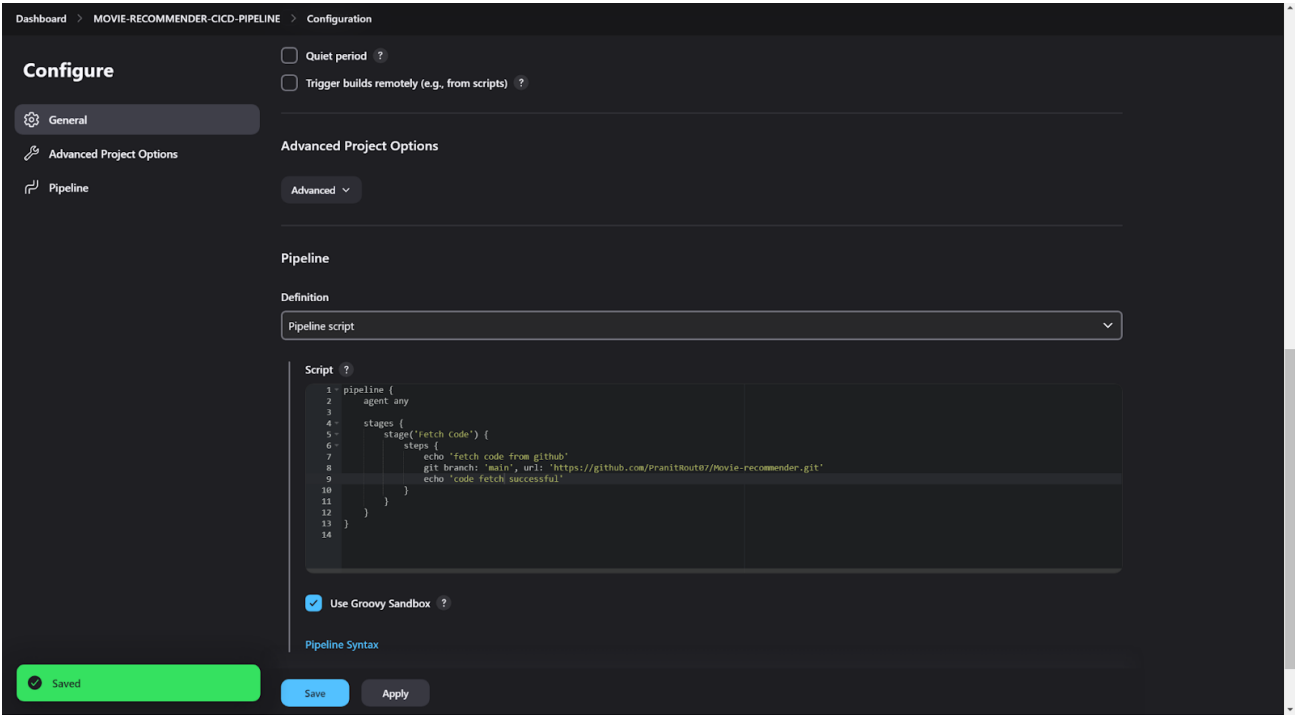 Dashboard > MOVIE-RECOMMENDER-CICD-PIPELINE > Configuration
Configure
General
Advanced Project Options
Pipeline
Quiet period ?
Trigger builds remotely (e.g., from scripts) ?
Advanced Project Options
Advanced
Pipeline
Definition
Pipeline script
Script ?
1 pipeline {
2     agent any
3
4     stages {
5         stage('Fetch Code') {
6             steps {
7                 echo 'fetch code from github'
8                 git branch: 'main', url: 'https://github.com/PranitRout07/Movie-recommender.git'
9                 echo 'code fetch successful'
10             }
11         }
12     }
13 }
14
Use Groovy Sandbox ?
Pipeline Syntax
Saved
Save Apply